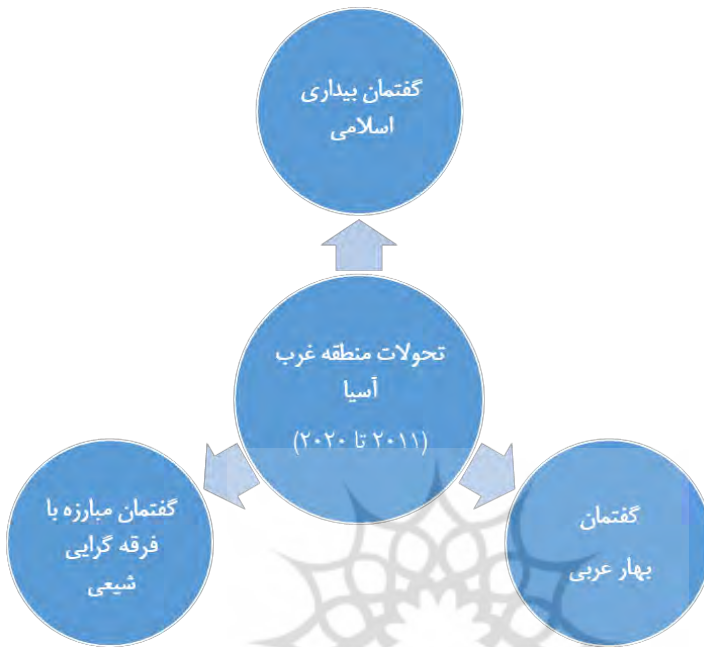 گفتمان بیداری
اسلامی
تحولات منطقه غرب
آسیا
(۲۰۱۱ تا ۲۰۲۰)
گفتمان
بهار عربی
گفتمان مبارزه با
فرقه گرایی
شیعی